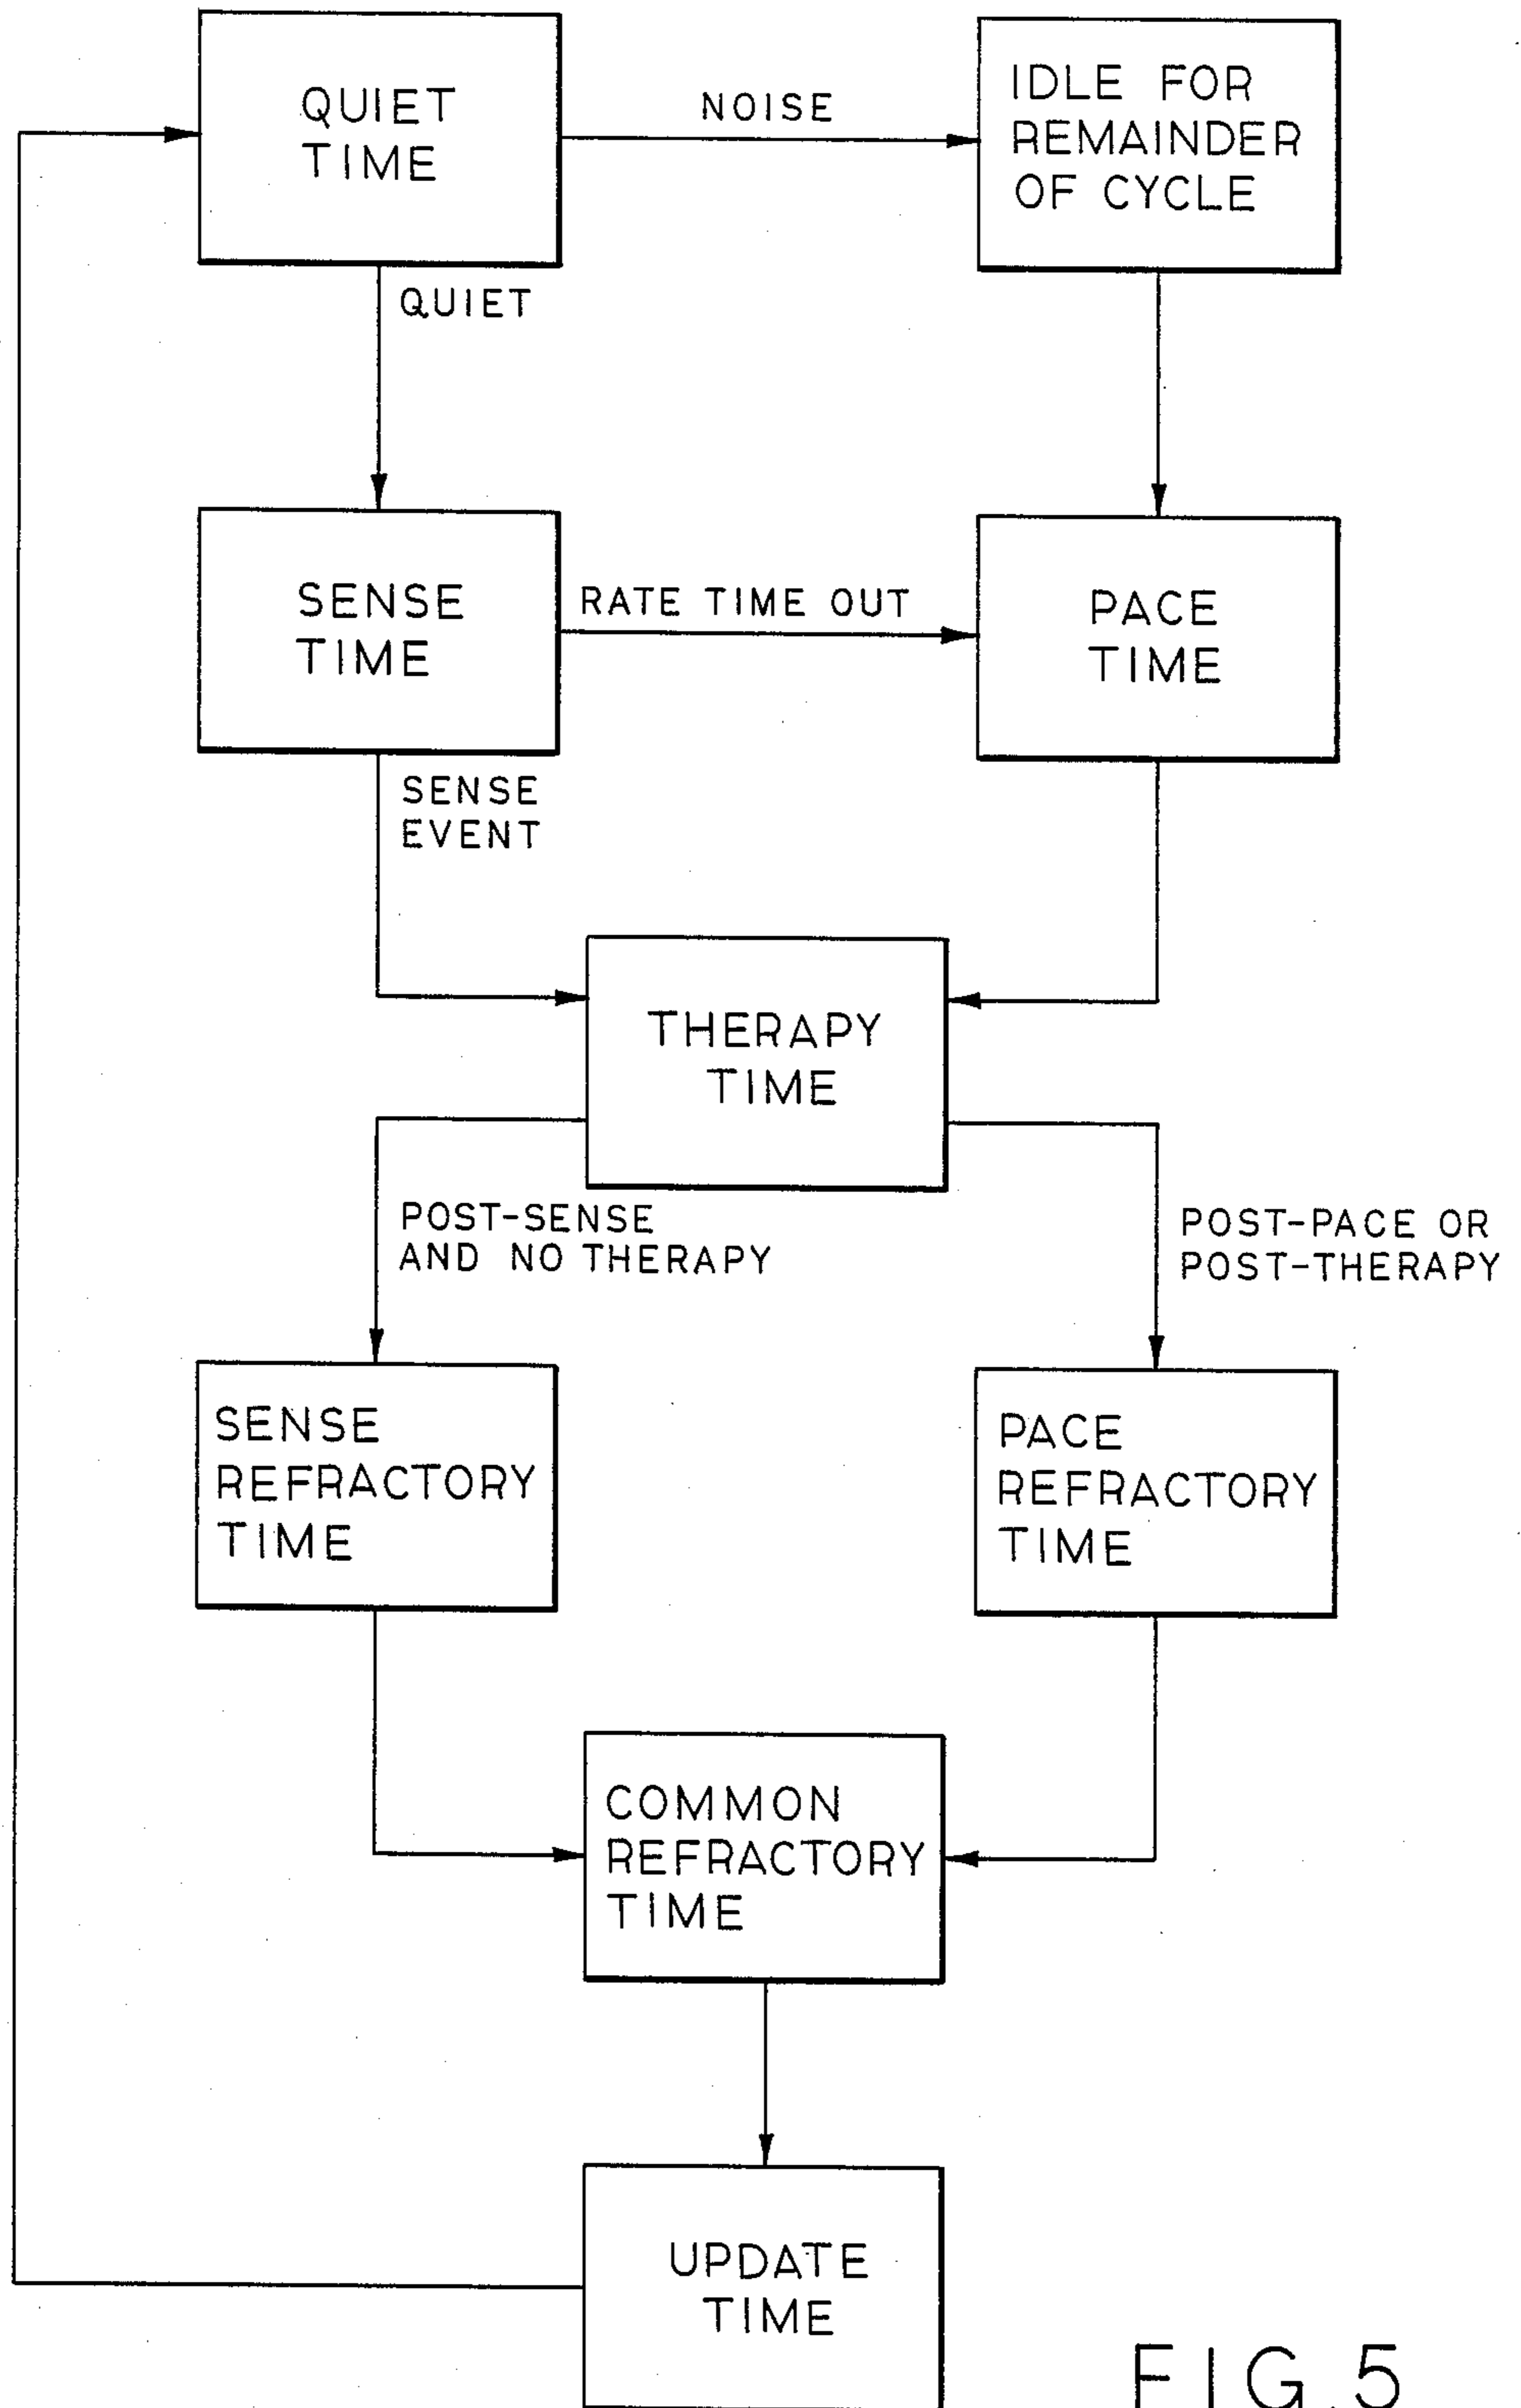 QUIET
TIME
NOISE
IDLE FOR
REMAINDER
OF CYCLE
QUIET
SENSE
TIME
RATE TIME OUT
PACE
TIME
SENSE
EVENT
THERAPY
TIME
POST-SENSE
AND NO THERAPY
POST-PACE OR
POST-THERAPY
SENSE
REFRACTORY
TIME
PACE
REFRACTORY
TIME
COMMON
REFRACTORY
TIME
UPDATE
TIME
FIG.5